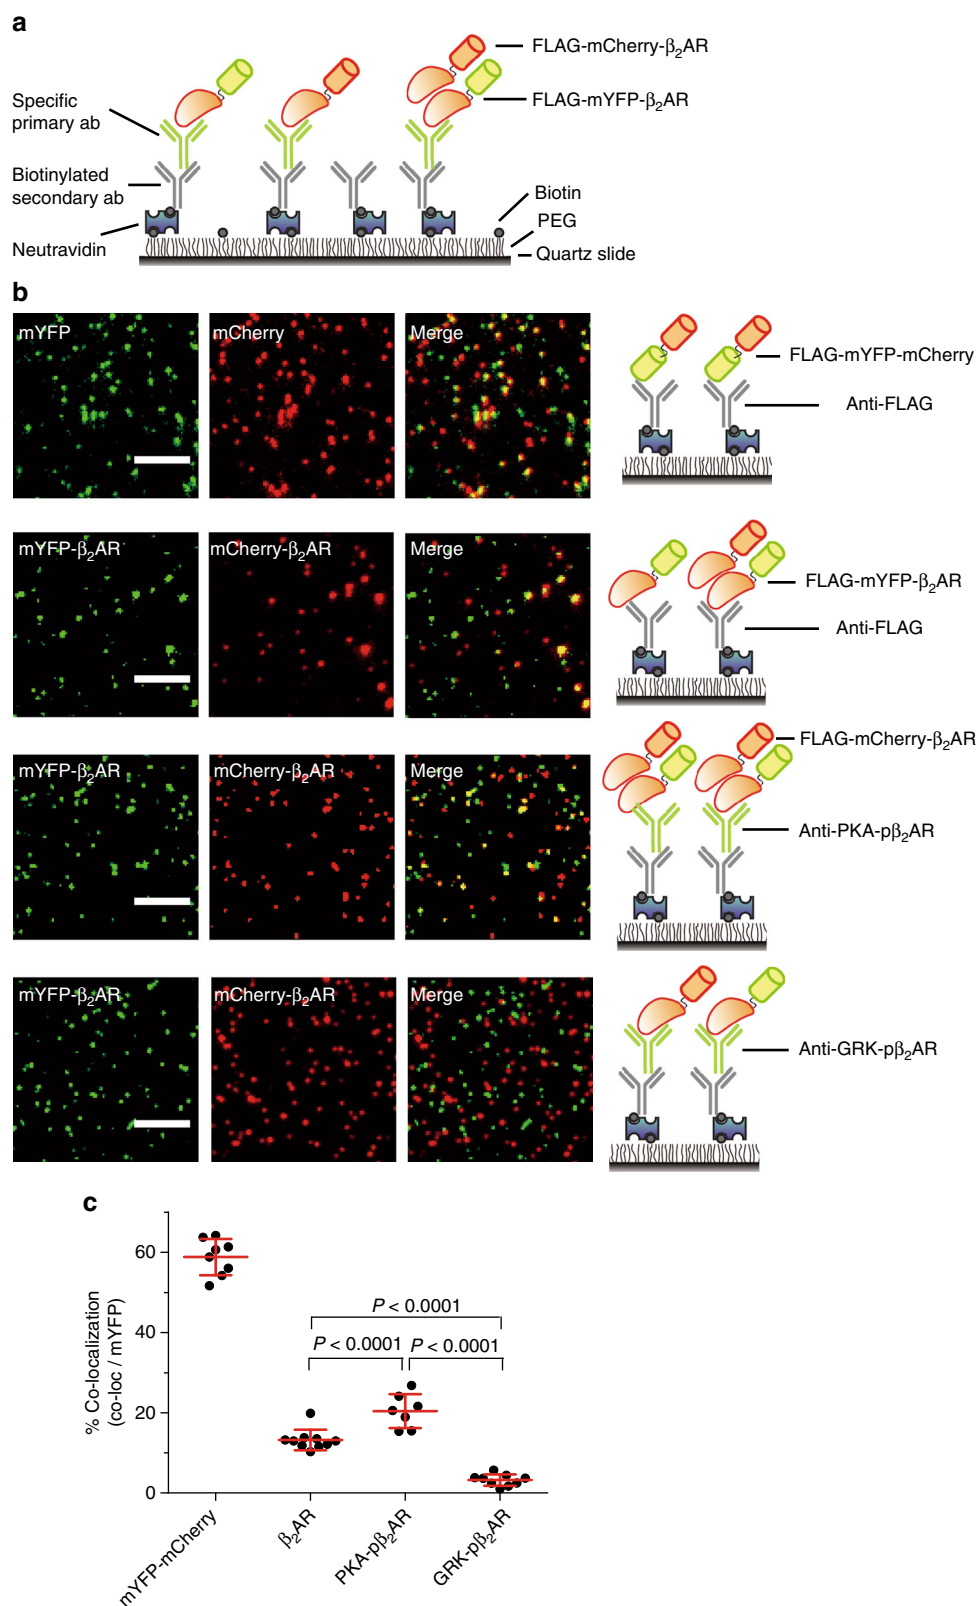 a
FLAG-mCherry-β₂AR
FLAG-mYFP-β₂AR
Specific
primary ab
Biotinylated
secondary ab
Neutravidin
Biotin
PEG
Quartz slide
b
mYFP
mCherry
Merge
FLAG-mYFP-mCherry
Anti-FLAG
mYFP-β₂AR
mCherry-β₂AR
Merge
FLAG-mYFP-β₂AR
Anti-FLAG
mYFP-β₂AR
mCherry-β₂AR
Merge
FLAG-mCherry-β₂AR
Anti-PKA-pβ₂AR
mYFP-β₂AR
mCherry-β₂AR
Merge
Anti-GRK-pβ₂AR
c
% Co-localization
(co-loc / mYFP)
60
40
20
0
P < 0.0001
P < 0.0001
P < 0.0001
mYFP-mCherry
β₂AR
PKA-pβ₂AR
GRK-pβ₂AR